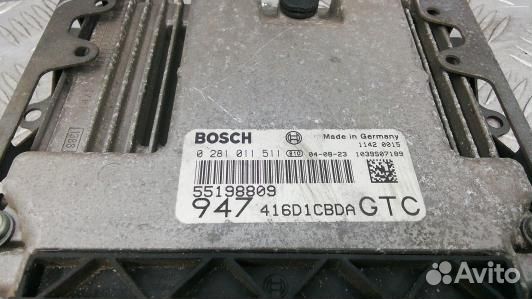 BOSCH Made in Germany
1142 0015
0 281 011 511 04-08-23 1039S07189
55198809
947 416D1CBDA GTC
Avito